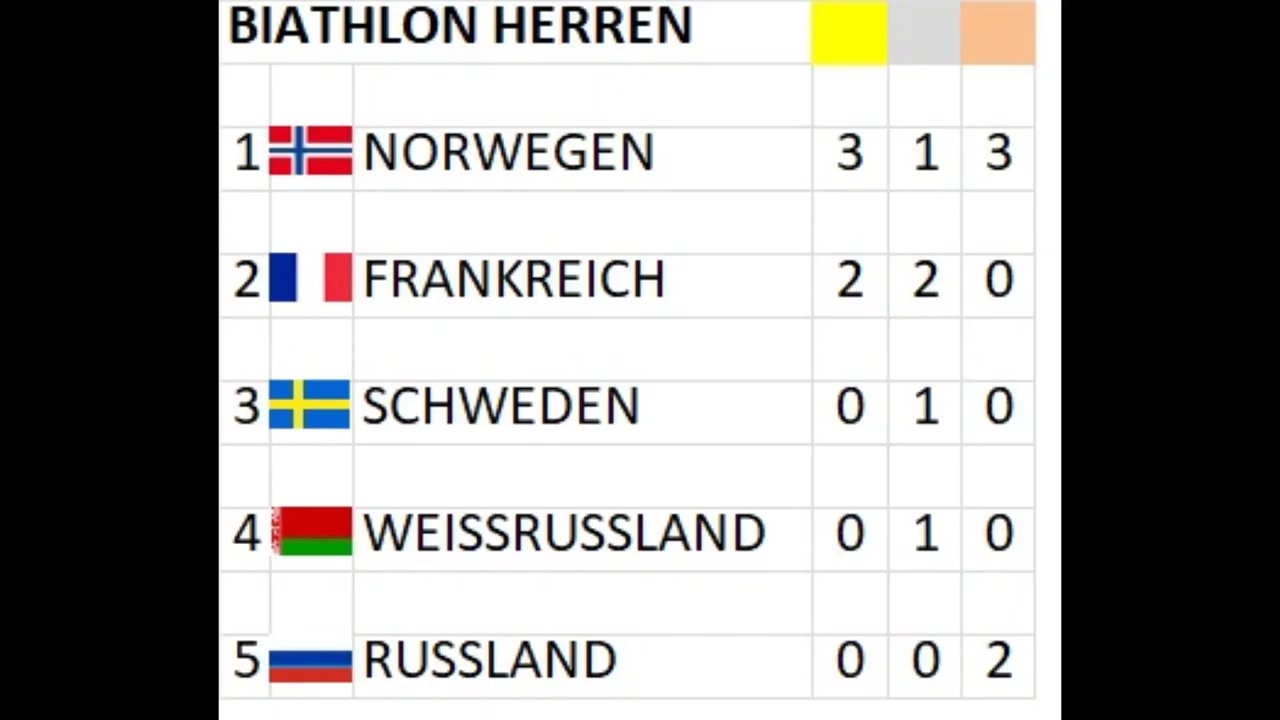 BIATHLON HERREN
1 NORWEGEN 3 1 3
2 FRANKREICH 2 2 0
3 SCHWEDEN 0 1 0
4 WEISSRUSSLAND 0 1 0
5 RUSSLAND 0 0 2